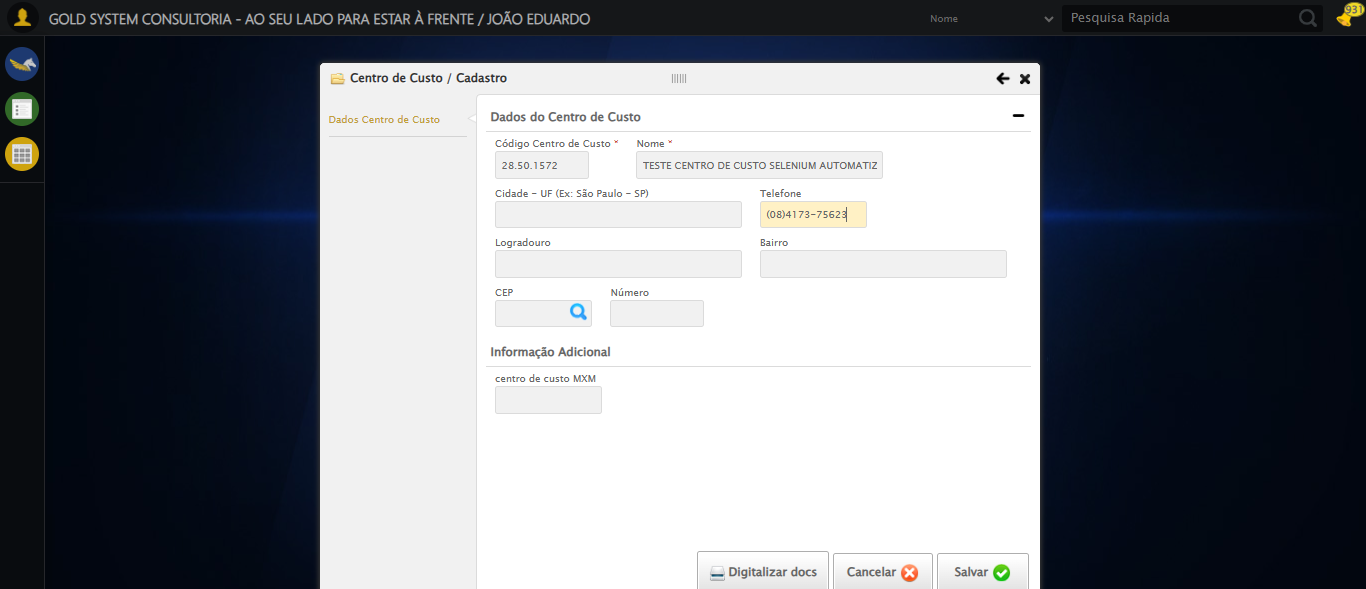 GOLD SYSTEM CONSULTORIA - AO SEU LADO PARA ESTAR À FRENTE / JOÃO EDUARDO
Nome
Pesquisa Rapida
931
Centro de Custo / Cadastro
Dados Centro de Custo
Dados do Centro de Custo
Código Centro de Custo * Nome *
28.50.1572 TESTE CENTRO DE CUSTO SELENIUM AUTOMATIZ
Cidade - UF (Ex: São Paulo - SP) Telefone
(08)4173-75623
Logradouro Bairro
CEP Número
Informação Adicional
centro de custo MXM
Digitalizar docs Cancelar Salvar